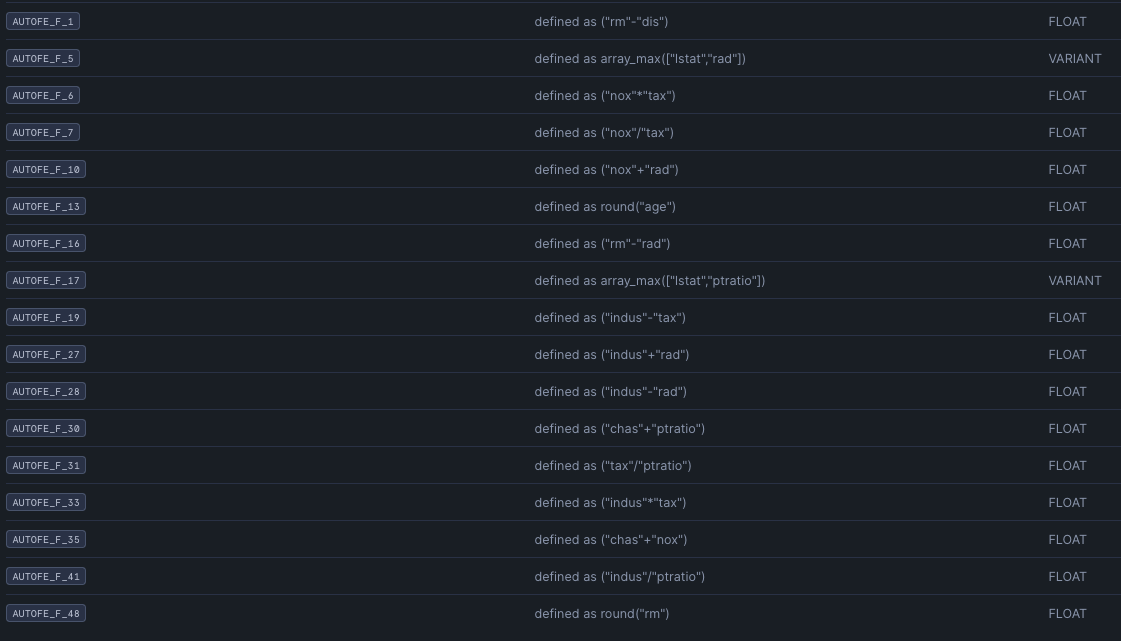 AUTOFE_F_1 defined as ("rm"-"dis") FLOAT
AUTOFE_F_5 defined as array_max(["lstat","rad"]) VARIANT
AUTOFE_F_6 defined as ("nox"*"tax") FLOAT
AUTOFE_F_7 defined as ("nox"/"tax") FLOAT
AUTOFE_F_10 defined as ("nox"+"rad") FLOAT
AUTOFE_F_13 defined as round("age") FLOAT
AUTOFE_F_16 defined as ("rm"-"rad") FLOAT
AUTOFE_F_17 defined as array_max(["lstat","ptratio"]) VARIANT
AUTOFE_F_19 defined as ("indus"-"tax") FLOAT
AUTOFE_F_27 defined as ("indus"+"rad") FLOAT
AUTOFE_F_28 defined as ("indus"-"rad") FLOAT
AUTOFE_F_30 defined as ("chas"+"ptratio") FLOAT
AUTOFE_F_31 defined as ("tax"/"ptratio") FLOAT
AUTOFE_F_33 defined as ("indus"*"tax") FLOAT
AUTOFE_F_35 defined as ("chas"+"nox") FLOAT
AUTOFE_F_41 defined as ("indus"/"ptratio") FLOAT
AUTOFE_F_48 defined as round("rm") FLOAT